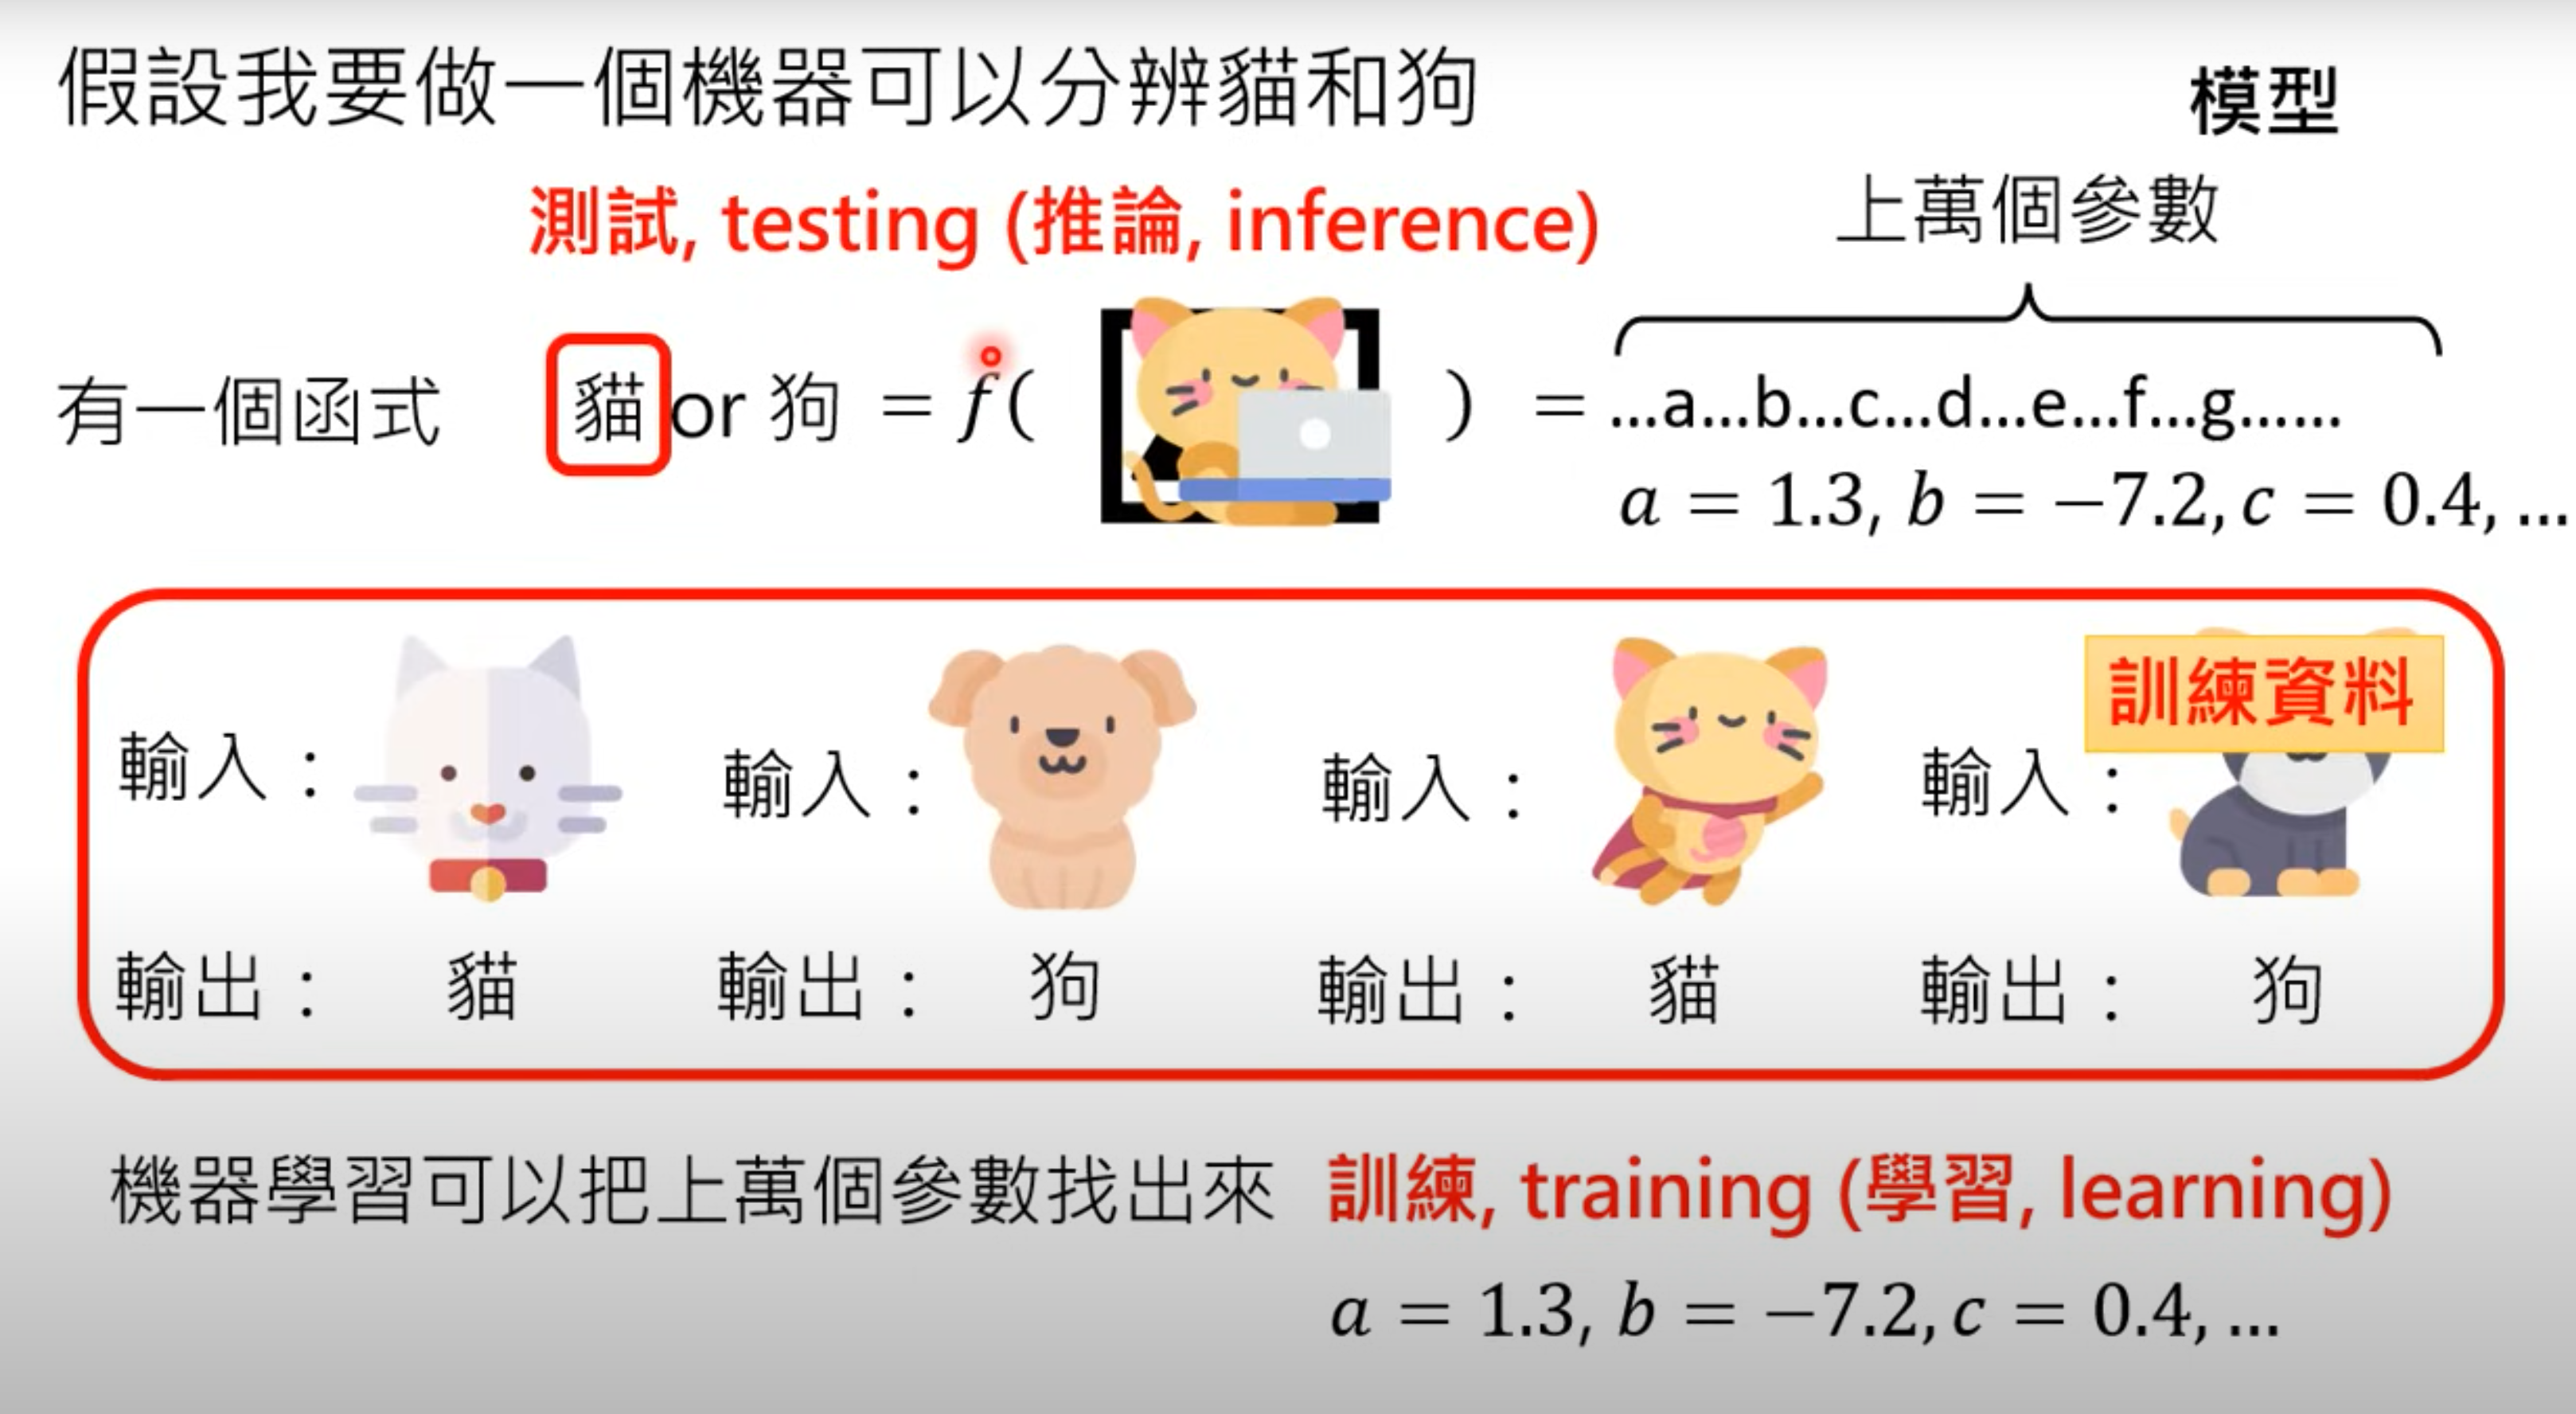 假設我要做一個機器可以分辨貓和狗
模型
測試, testing (推論, inference)
上萬個參數
有一個函式 貓 or 狗 = f( ) = ...a...b...c...d...e...f...g......
a = 1.3, b = −7.2, c = 0.4, ...
訓練資料
輸入： 輸入： 輸入： 輸入：
輸出： 貓 輸出： 狗 輸出： 貓 輸出： 狗
機器學習可以把上萬個參數找出來 訓練, training (學習, learning)
a = 1.3, b = −7.2, c = 0.4, ...